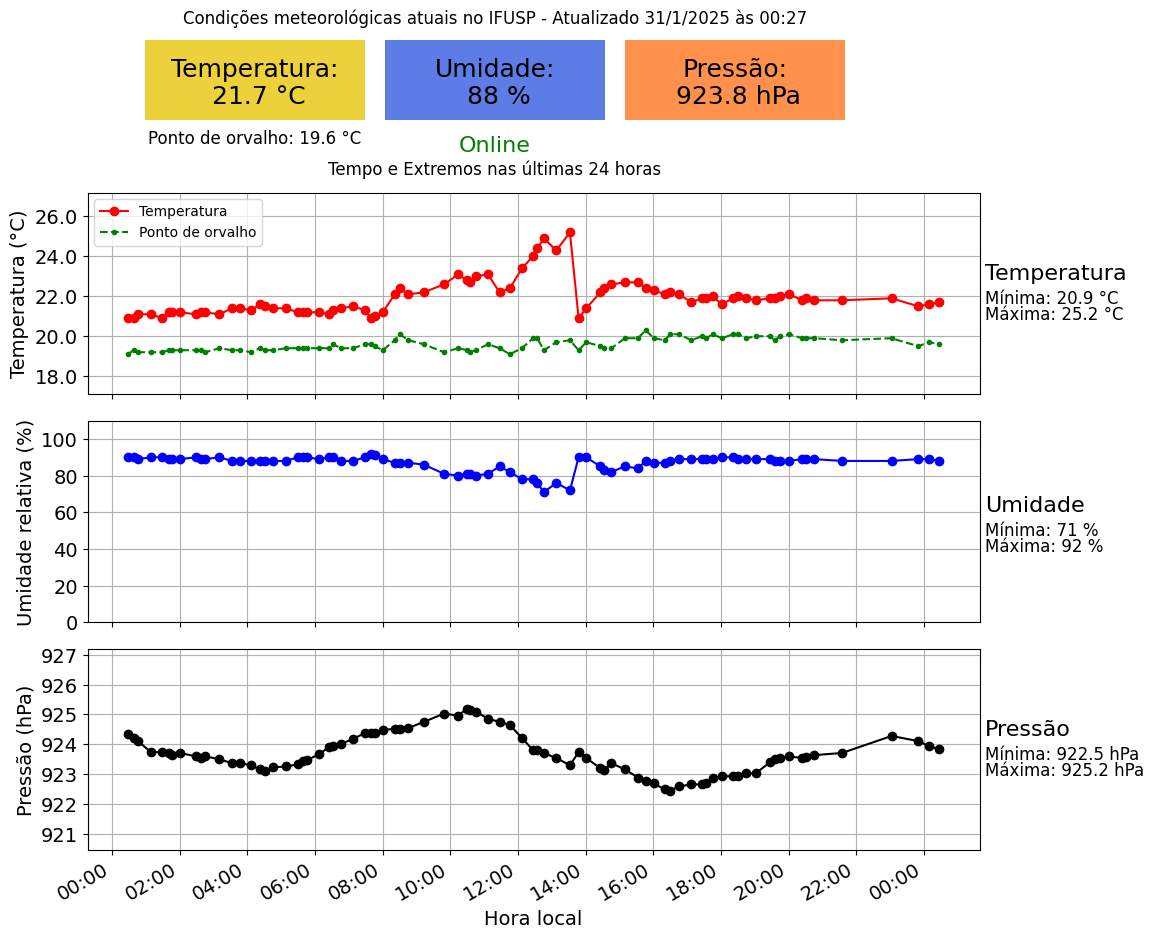 Condições meteorológicas atuais no IFUSP - Atualizado 31/1/2025 às 00:27
Temperatura:
21.7 °C
Umidade:
88 %
Pressão:
923.8 hPa
Ponto de orvalho: 19.6 °C
Online
Tempo e Extremos nas últimas 24 horas
Temperatura (°C)
26.0
24.0
22.0
20.0
18.0
Temperatura
Ponto de orvalho
Temperatura
Mínima: 20.9 °C
Máxima: 25.2 °C
Umidade relativa (%)
100
80
60
40
20
0
Umidade
Mínima: 71 %
Máxima: 92 %
Pressão (hPa)
927
926
925
924
923
922
921
Pressão
Mínima: 922.5 hPa
Máxima: 925.2 hPa
00:00
02:00
04:00
06:00
08:00
10:00
12:00
14:00
16:00
18:00
20:00
22:00
00:00
Hora local